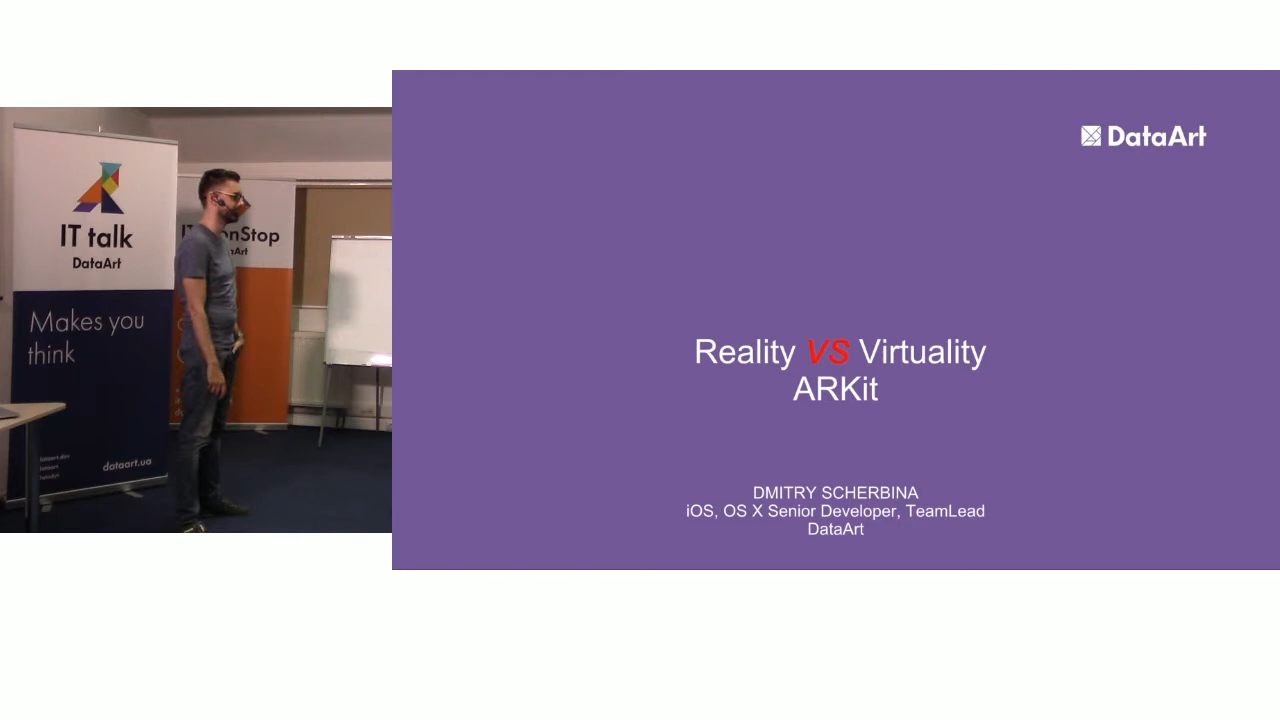 IT talk
DataArt
Makes you
think
dataart.ua
nStop
DataArt
Reality VS Virtuality
ARKit
DMITRY SCHERBINA
iOS, OS X Senior Developer, TeamLead
DataArt